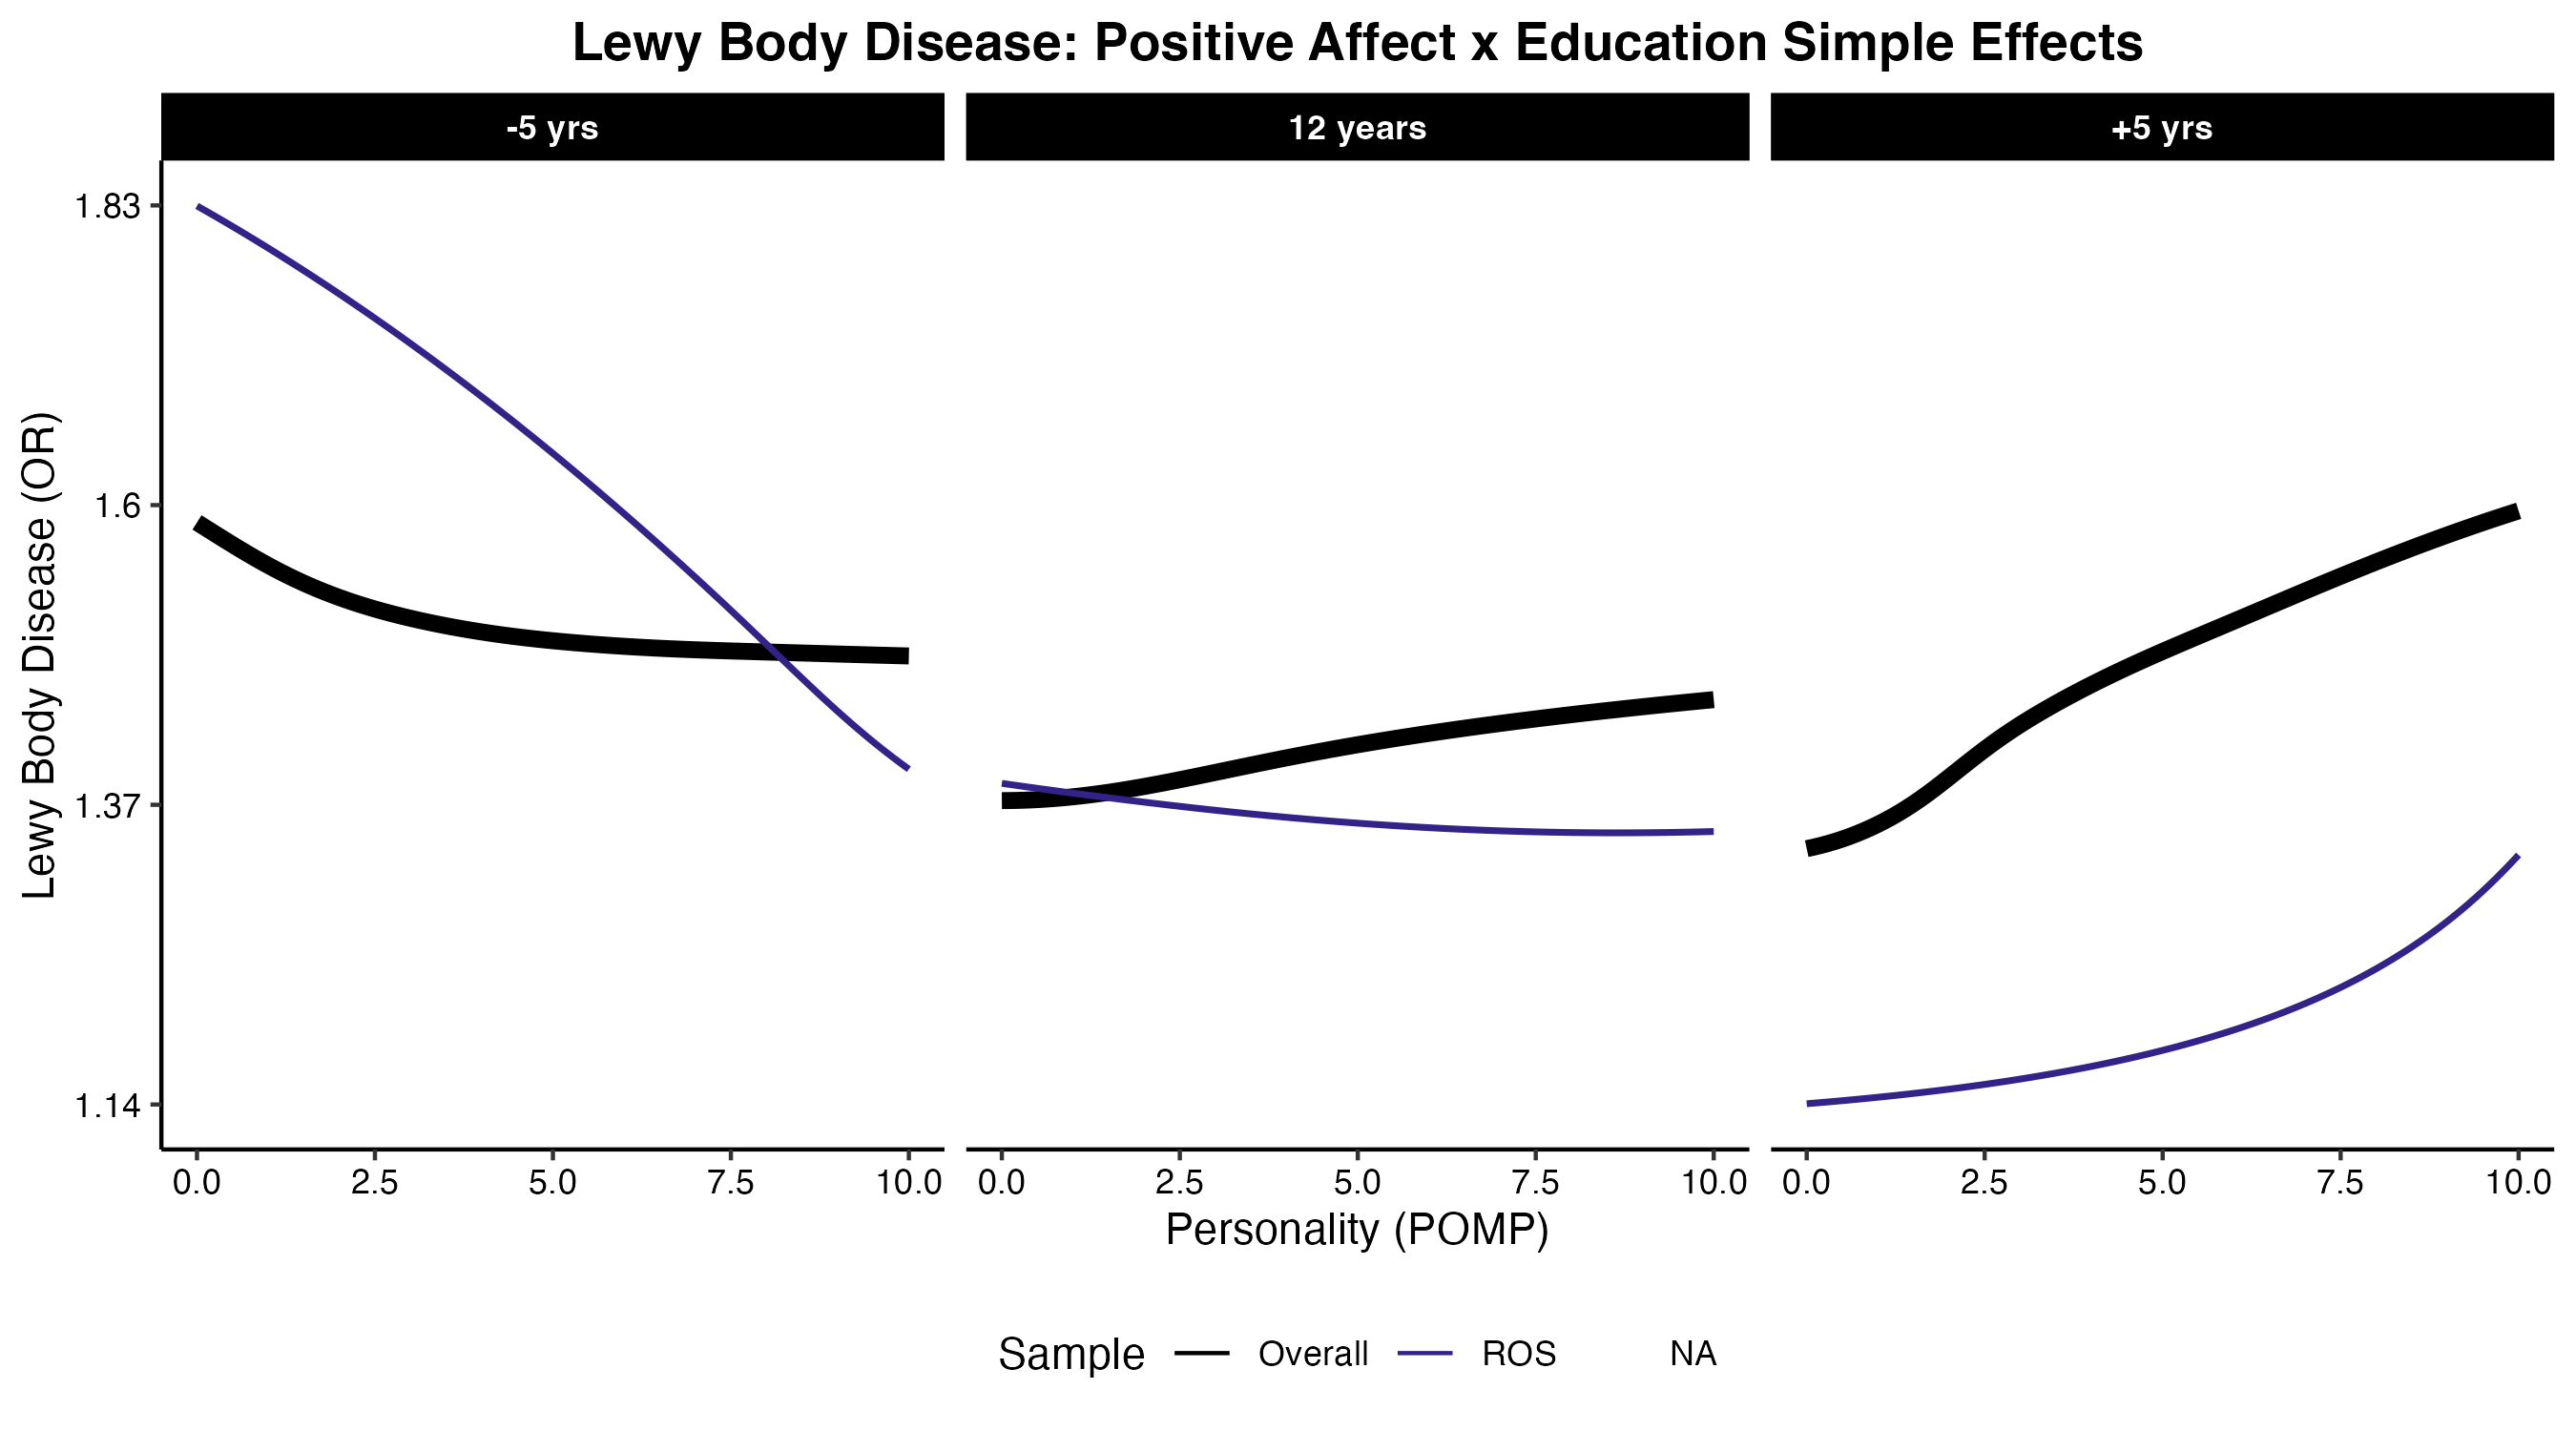 Lewy Body Disease: Positive Affect x Education Simple Effects
-5 yrs 12 years +5 yrs
Lewy Body Disease (OR)
1.83
1.6
1.37
1.14
0.0 2.5 5.0 7.5 10.0 0.0 2.5 5.0 7.5 10.0 0.0 2.5 5.0 7.5 10.0
Personality (POMP)
Sample Overall ROS NA